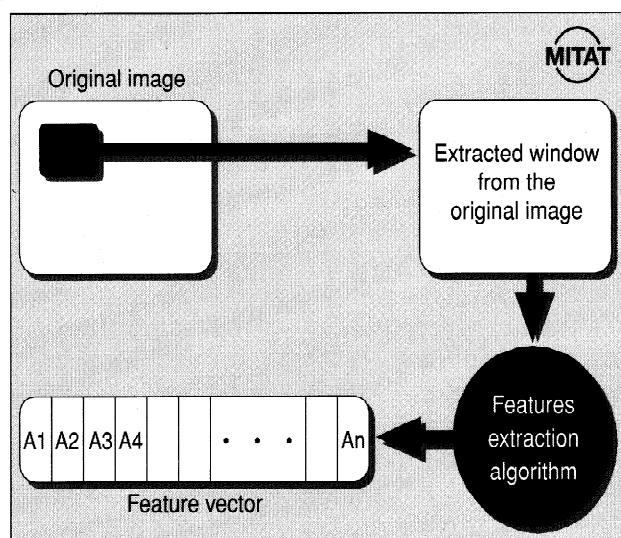 MITAT
Original image
Extracted window
from the
original image
Features
extraction
algorithm
A1 A2 A3 A4 . . . An
Feature vector